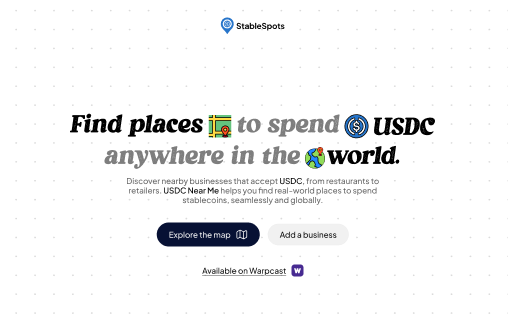 StableSpots
Find places to spend USDC
anywhere in the world.
Discover nearby businesses that accept USDC, from restaurants to
retailers. USDC Near Me helps you find real-world places to spend
stablecoins, seamlessly and globally.
Explore the map
Add a business
Available on Warpcast